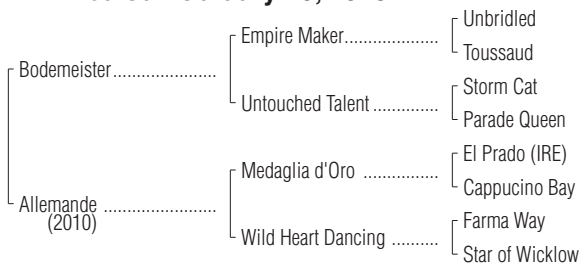 Unbridled
Empire Maker.....................
Toussaud
Bodemeister.......................
Storm Cat
Untouched Talent...............
Parade Queen
El Prado (IRE)
Medaglia d'Oro .................
Cappucino Bay
Allemande .........................
(2010)
Farma Way
Wild Heart Dancing ..........
Star of Wicklow